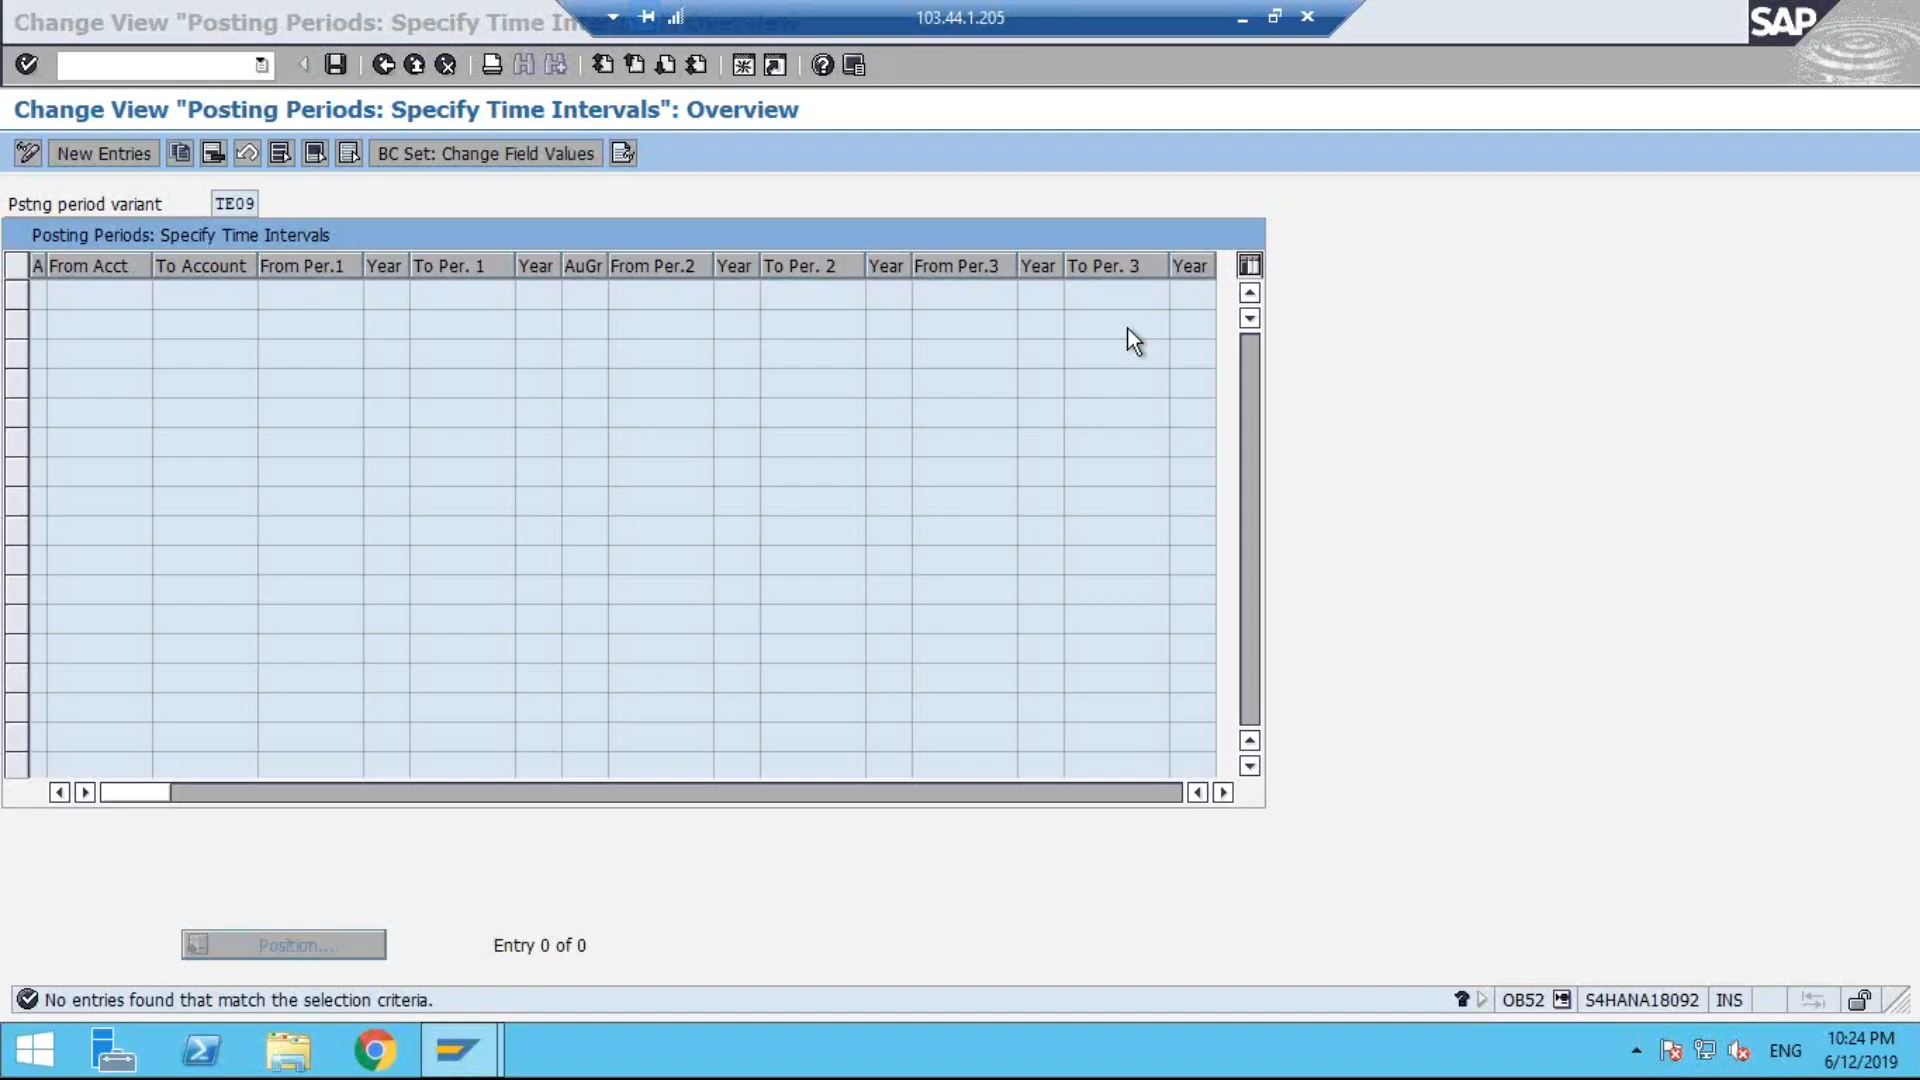 Change View "Posting Periods: Specify Time In
103.44.1.205
SAP
Change View "Posting Periods: Specify Time Intervals": Overview
New Entries
BC Set: Change Field Values
Pstng period variant TE09
Posting Periods: Specify Time Intervals
A From Acct To Account From Per.1 Year To Per. 1 Year AuGr From Per.2 Year To Per. 2 Year From Per.3 Year To Per. 3 Year
Position...
Entry 0 of 0
No entries found that match the selection criteria.
OB52 S4HANA18092 INS
ENG
10:24 PM
6/12/2019